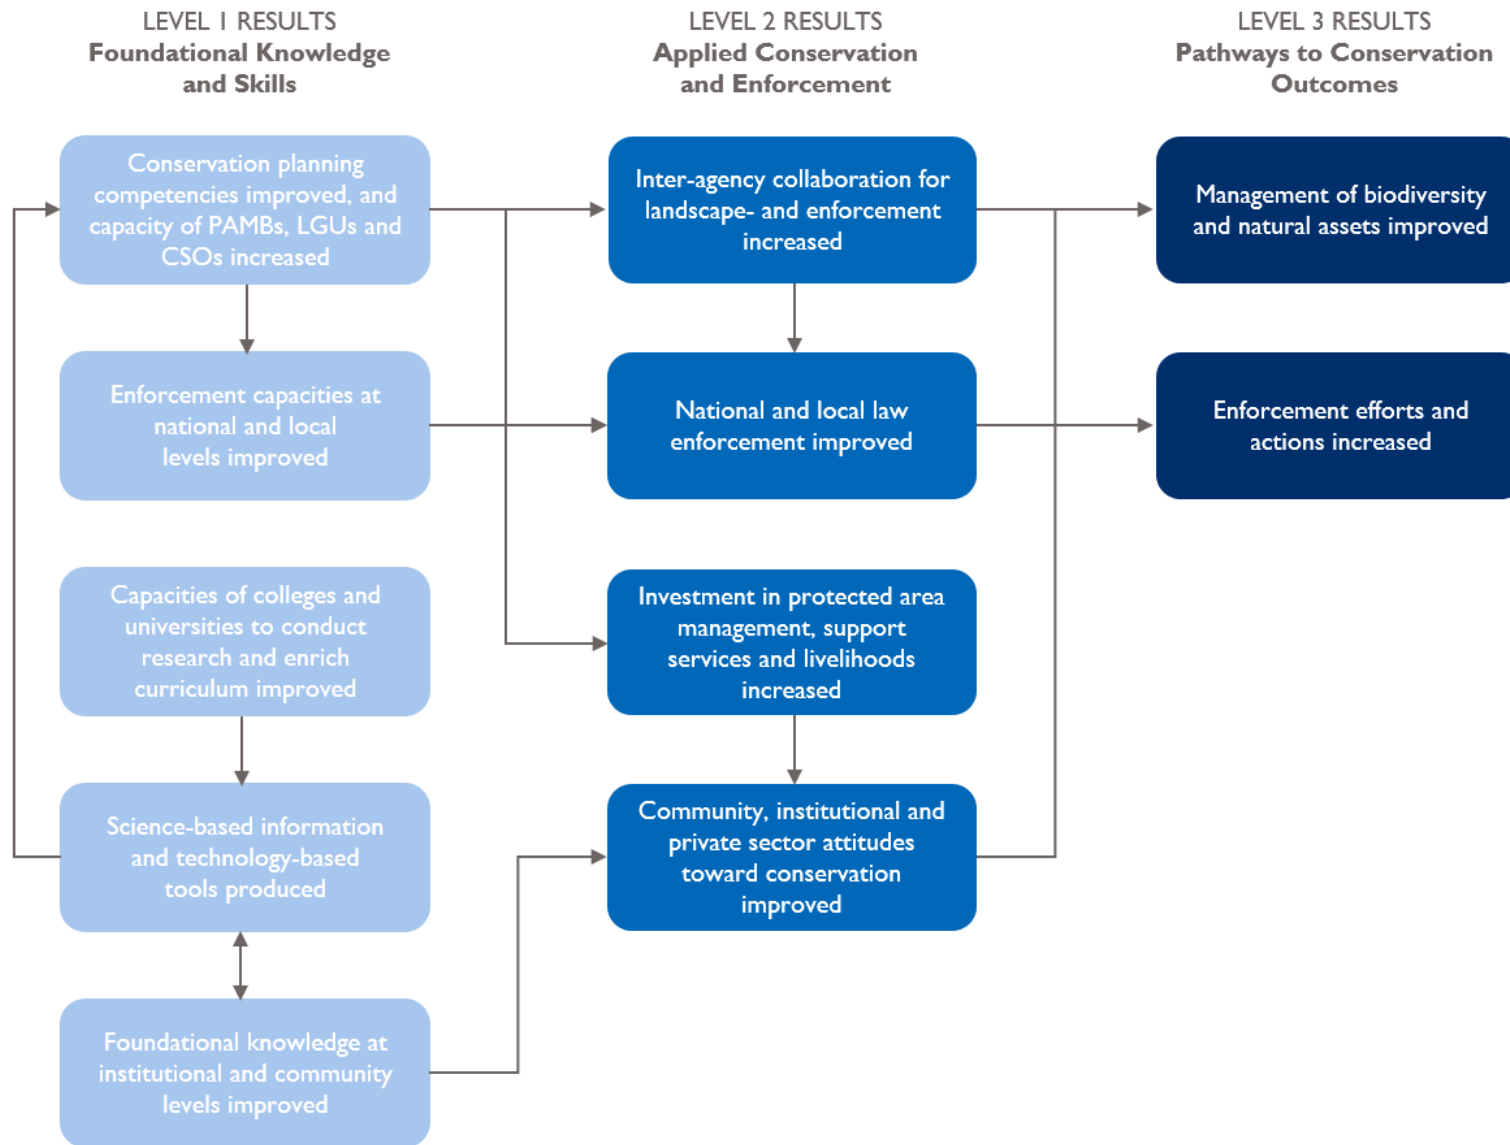 LEVEL 1 RESULTS
Foundational Knowledge
and Skills
LEVEL 2 RESULTS
Applied Conservation
and Enforcement
LEVEL 3 RESULTS
Pathways to Conservation
Outcomes
Conservation planning
competencies improved, and
capacity of PAMBs, LGUs and
CSOs increased
Inter-agency collaboration for
landscape- and enforcement
increased
Management of biodiversity
and natural assets improved
Enforcement capacities at
national and local
levels improved
National and local law
enforcement improved
Enforcement efforts and
actions increased
Capacities of colleges and
universities to conduct
research and enrich
curriculum improved
Investment in protected area
management, support
services and livelihoods
increased
Science-based information
and technology-based
tools produced
Community, institutional and
private sector attitudes
toward conservation
improved
Foundational knowledge at
institutional and community
levels improved